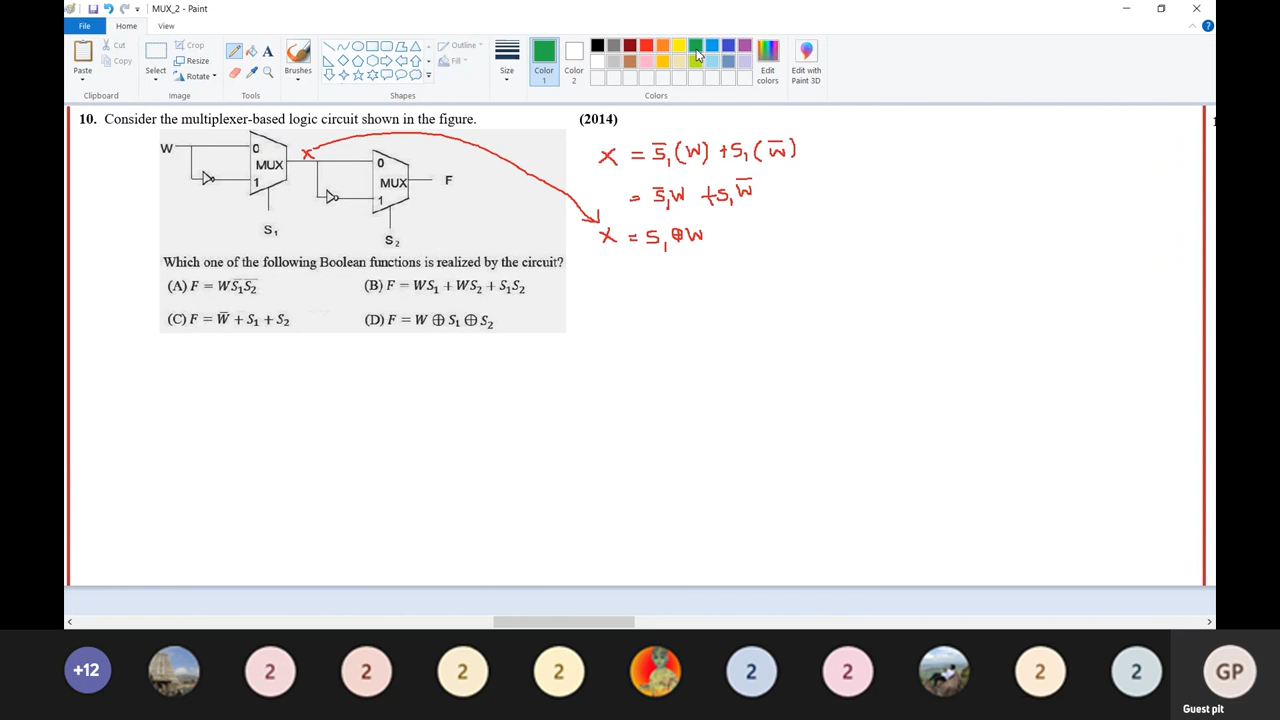 MUX_2 - Paint
File Home View
Paste Cut Copy Clipboard
Select Crop Resize Rotate Image
Tools
Brushes
Shapes
Outline Fill
Size
Color 1 Color 2 Colors
Edit colors
Edit with Paint 3D
10. Consider the multiplexer-based logic circuit shown in the figure. (2014)
W 0 MUX 1 S₁
X
0 MUX 1 S₂ F
Which one of the following Boolean functions is realized by the circuit?
(A) F = WS̅₁S̅₂ (B) F = WS₁ + WS₂ + S₁S₂
(C) F = W̅ + S₁ + S₂ (D) F = W ⊕ S₁ ⊕ S₂
X = S̅₁(W) + S₁(W̅)
= S̅₁W + S₁W̅
X = S₁⊕W
+12 2 2 2 2 2 2 2 2 GP
Guest pit